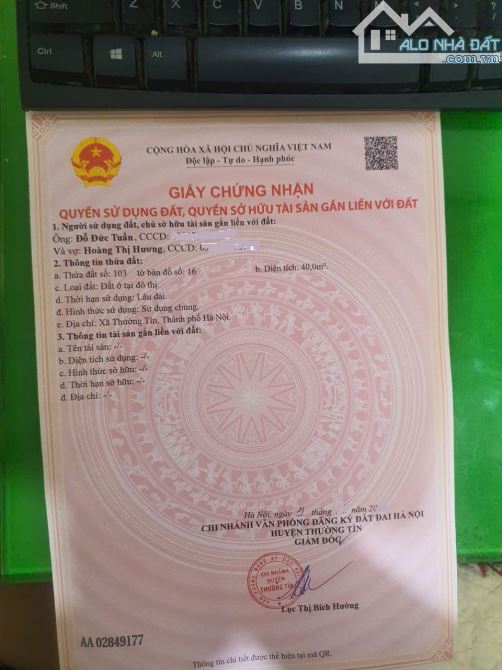 Shift
Ctrl
Alt
ALO NHÀ ĐẤT
.com.vn
CỘNG HÒA XÃ HỘI CHỦ NGHĨA VIỆT NAM
Độc lập - Tự do - Hạnh phúc
GIẤY CHỨNG NHẬN
QUYỀN SỬ DỤNG ĐẤT, QUYỀN SỞ HỮU TÀI SẢN GẮN LIỀN VỚI ĐẤT
1. Người sử dụng đất, chủ sở hữu tài sản gắn liền với đất:
Ông: Đỗ Đức Tuấn, CCCD:
Và vợ: Hoàng Thị Hương, CCCD:
2. Thông tin thửa đất:
a. Thửa đất số: 103 tờ bản đồ số: 16 b. Diện tích: 40,0m².
c. Loại đất: Đất ở tại đô thị.
d. Thời hạn sử dụng: Lâu dài.
đ. Hình thức sử dụng: Sử dụng chung.
e. Địa chỉ: Xã Thường Tín, Thành phố Hà Nội.
3. Thông tin tài sản gắn liền với đất:
a. Tên tài sản: -/-
b. Diện tích sử dụng: -/-
c. Hình thức sở hữu: -/-
d. Thời hạn sở hữu: -/-
đ. Địa chỉ: -/-
Hà Nội, ngày tháng năm 20
CHI NHÁNH VĂN PHÒNG ĐĂNG KÝ ĐẤT ĐAI HÀ NỘI
HUYỆN THƯỜNG TÍN
GIÁM ĐỐC
CHI NHÁNH
HUYỆN
THƯỜNG TÍN
Lục Thị Bích Hường
AA 02849177
Thông tin chi tiết được thể hiện tại mã QR.